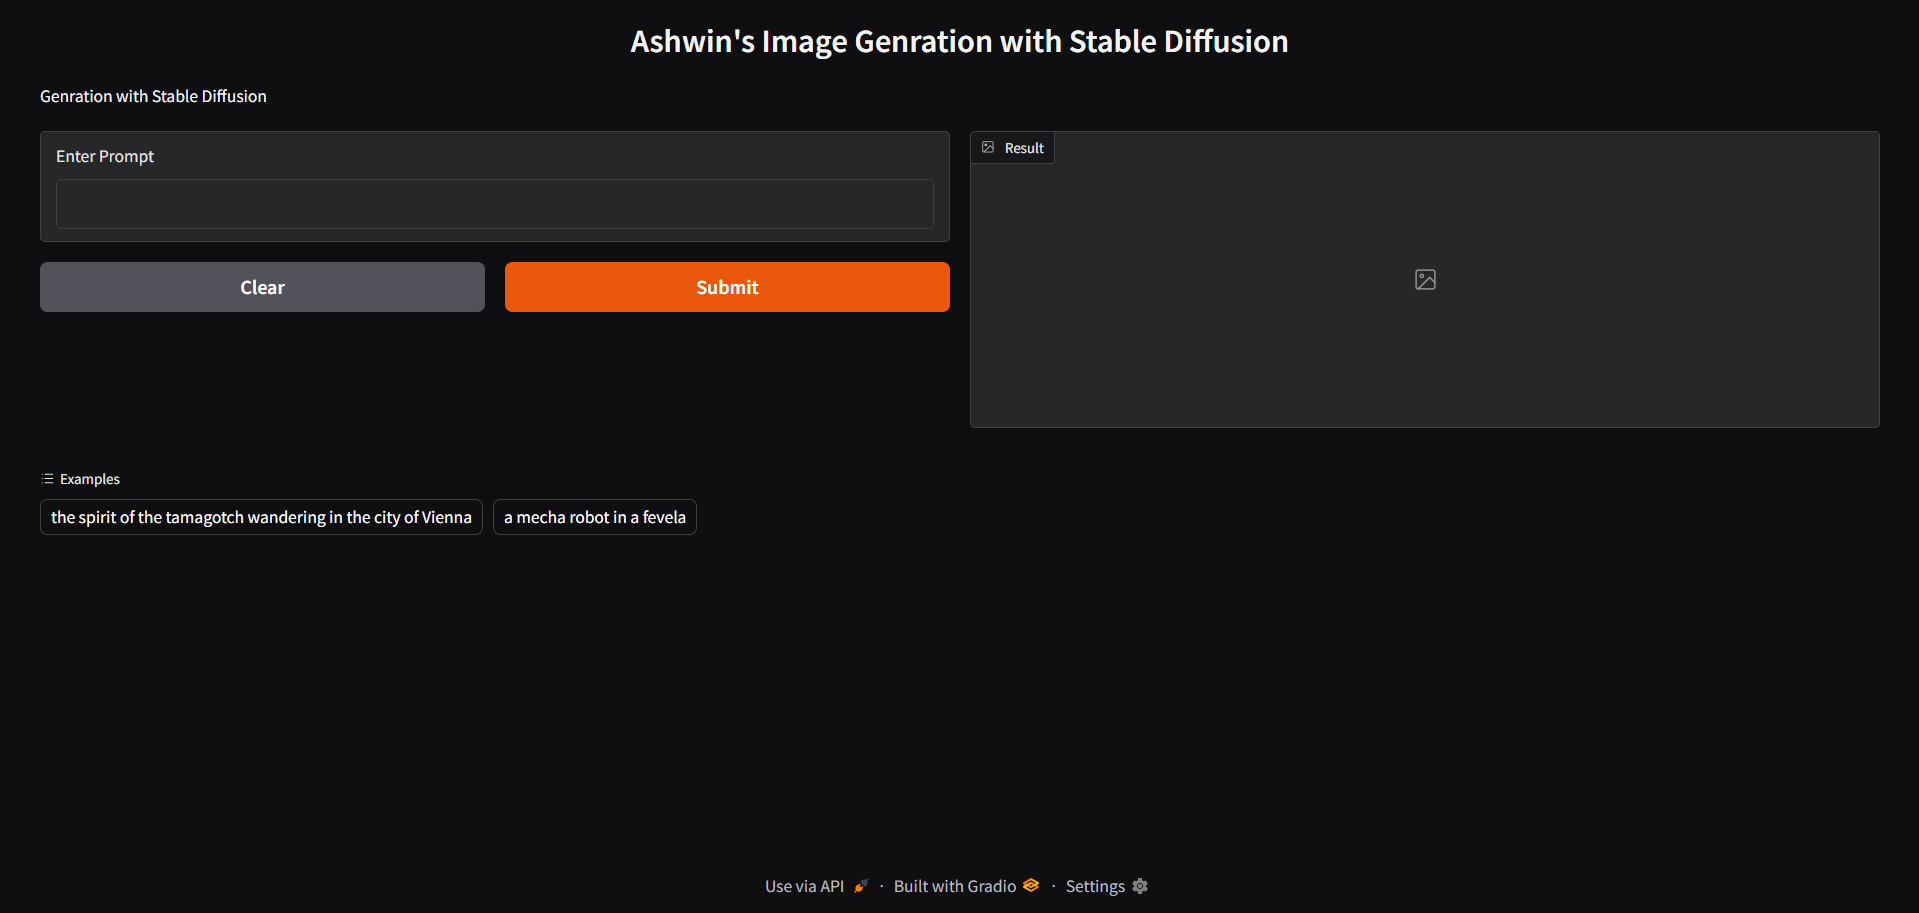 Ashwin's Image Genration with Stable Diffusion
Genration with Stable Diffusion
Enter Prompt
Result
Clear
Submit
Examples
the spirit of the tamagotch wandering in the city of Vienna
a mecha robot in a fevela
Use via API · Built with Gradio · Settings